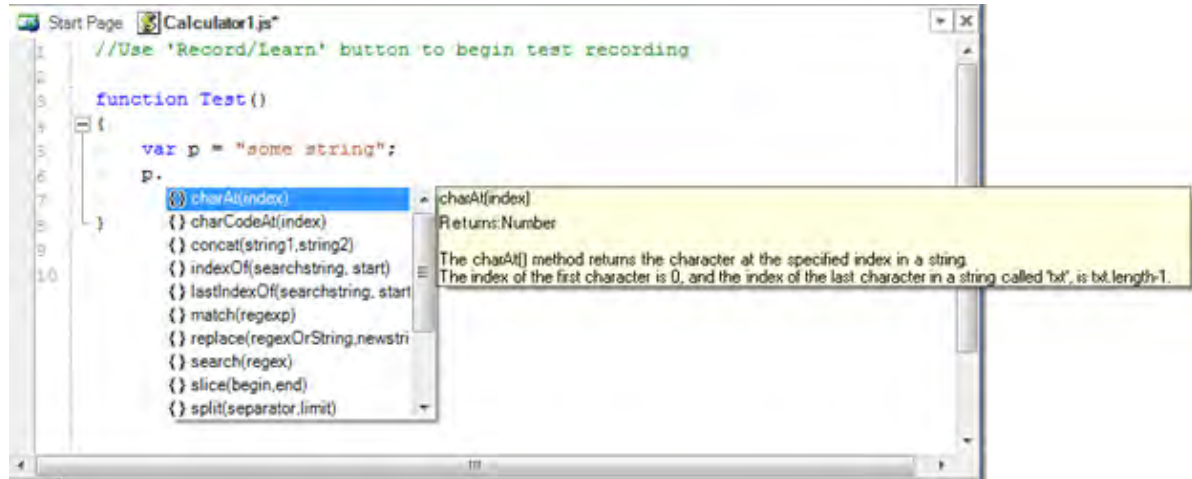 Start Page Calculator1.js*
1 //Use 'Record/Learn' button to begin test recording
2
3 function Test()
4 {
5 var p = "some string";
6 p.
7
8 }
9
10
{} charAt(index)
{} charCodeAt(index)
{} concat(string1,string2)
{} indexOf(searchstring, start)
{} lastIndexOf(searchstring, start
{} match(regexp)
{} replace(regexOrString,newstri
{} search(regex)
{} slice(begin,end)
{} split(separator,limit)
charAt(index)
Returns:Number
The charAt() method returns the character at the specified index in a string.
The index of the first character is 0, and the index of the last character in a string called 'txt', is txt.length-1.